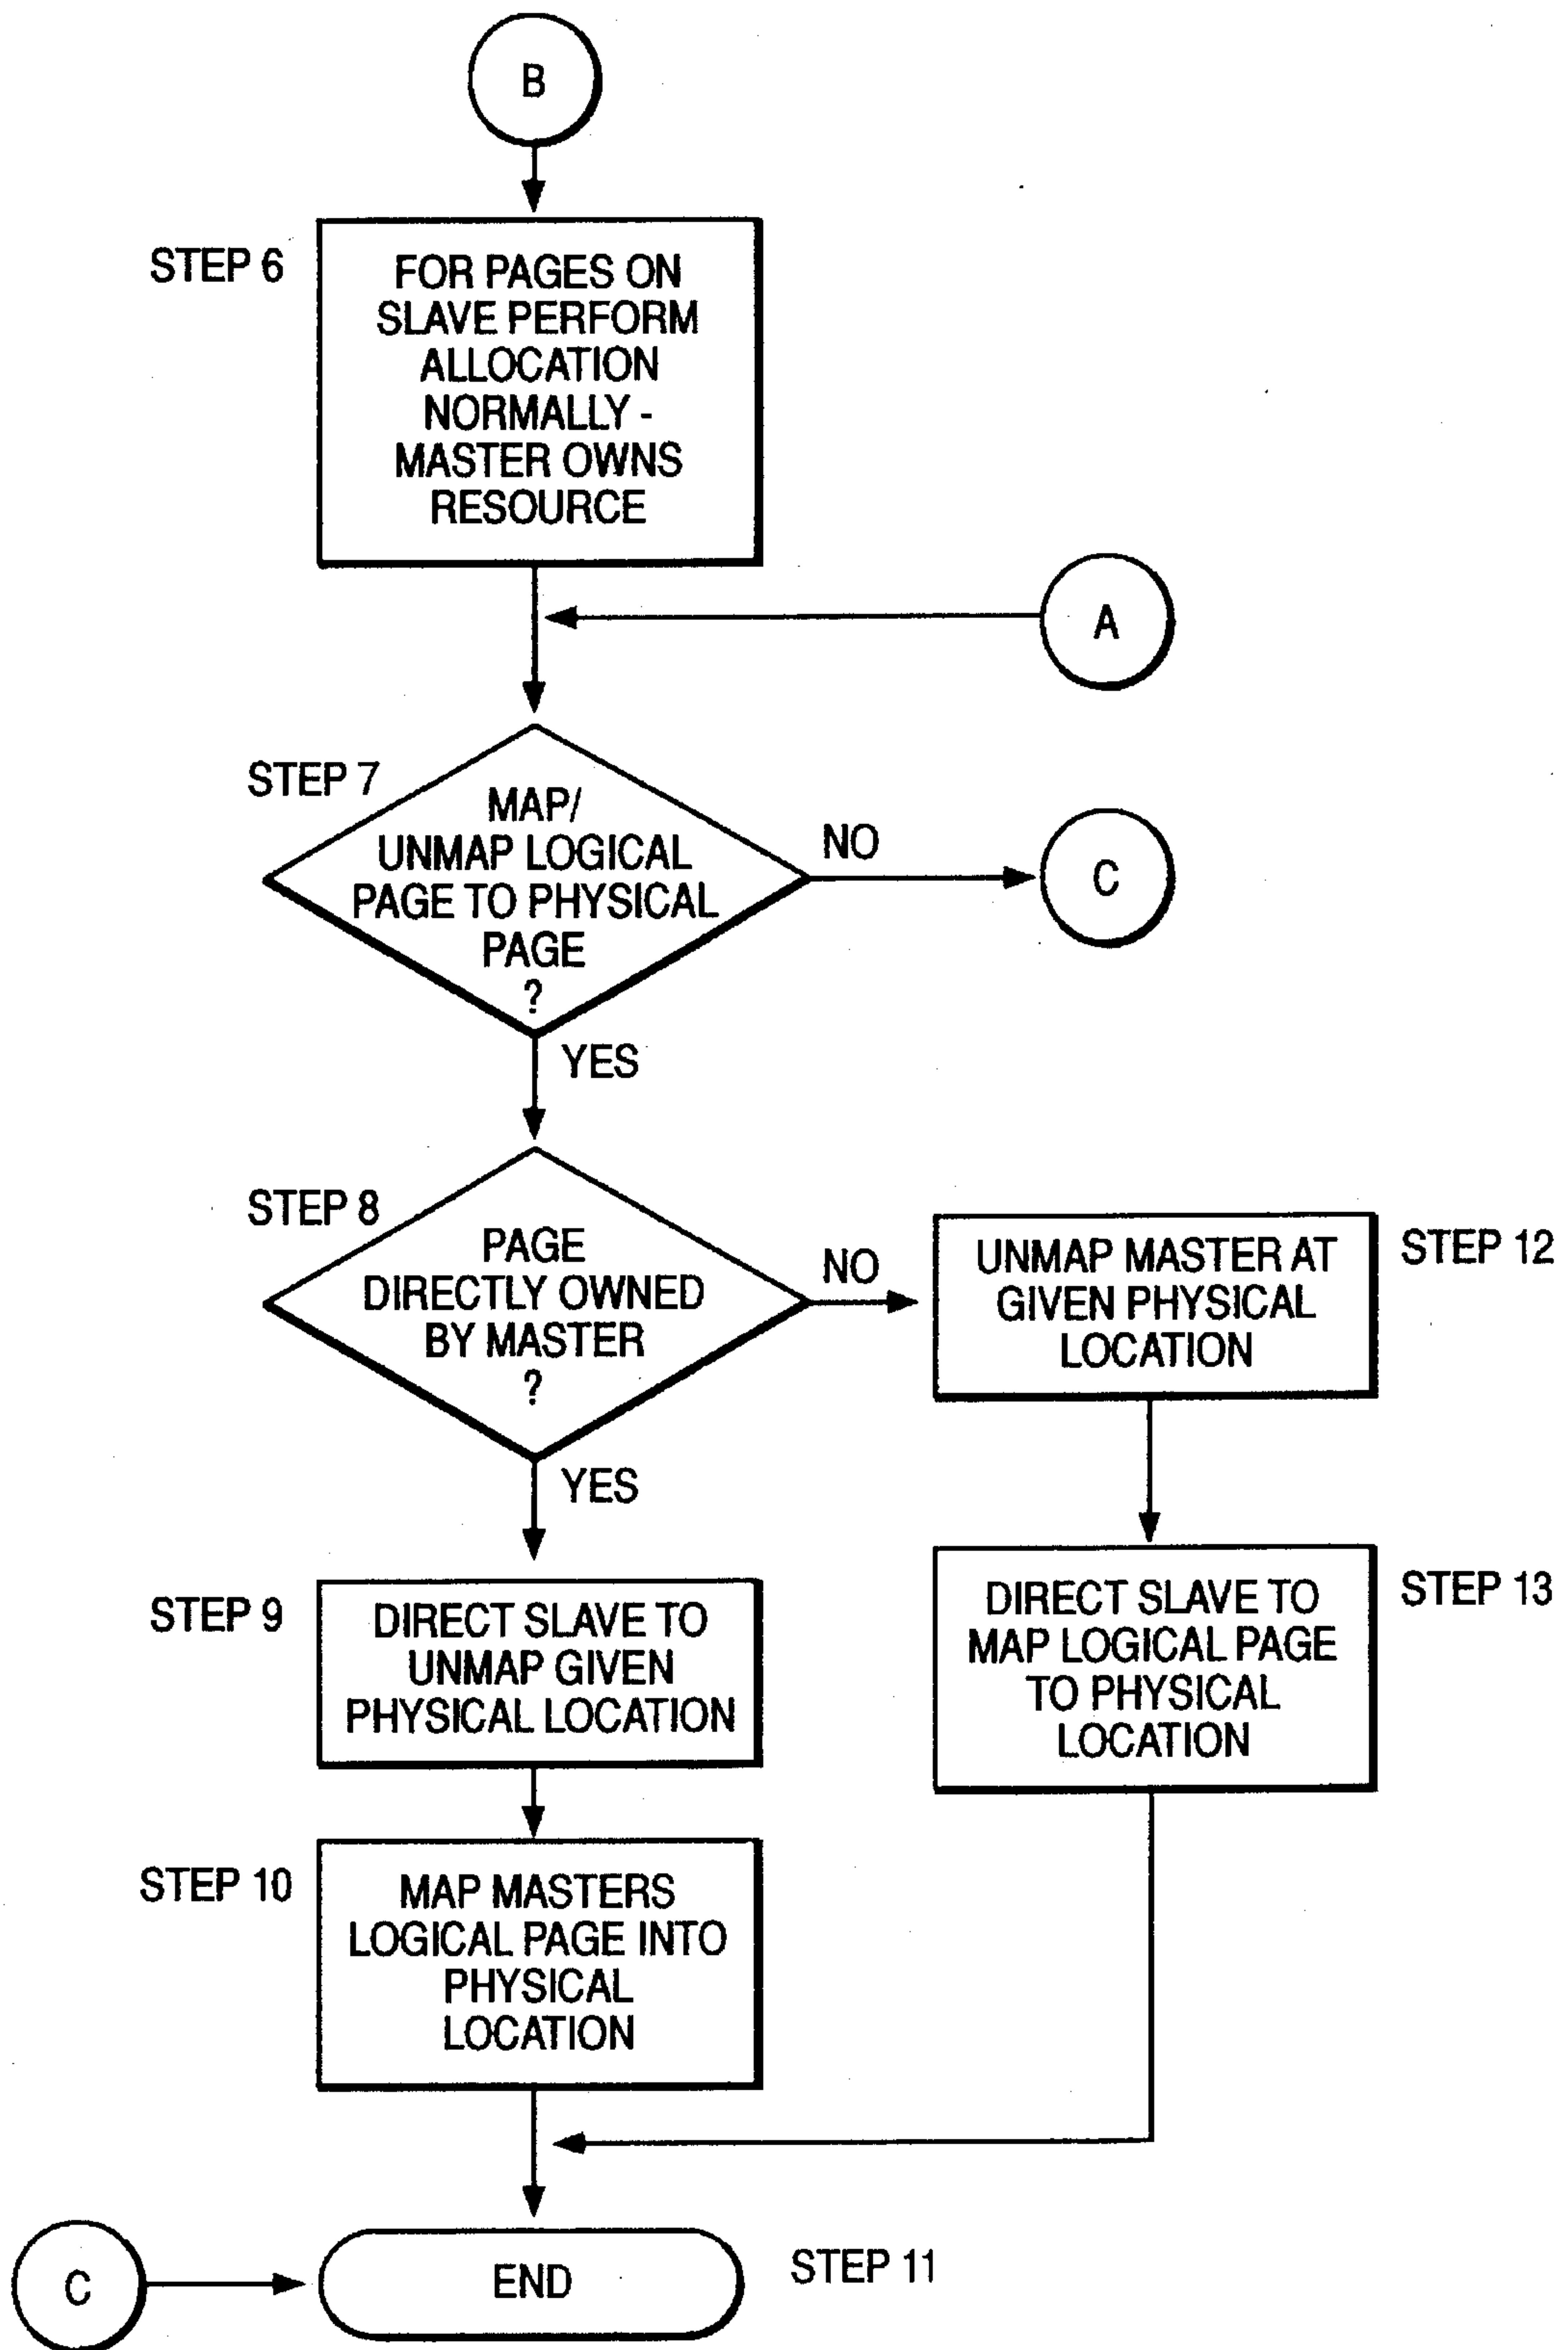 B
STEP 6
FOR PAGES ON
SLAVE PERFORM
ALLOCATION
NORMALLY -
MASTER OWNS
RESOURCE
A
STEP 7
MAP/
UNMAP LOGICAL
PAGE TO PHYSICAL
PAGE
?
NO
C
YES
STEP 8
PAGE
DIRECTLY OWNED
BY MASTER
?
NO
UNMAP MASTER AT
GIVEN PHYSICAL
LOCATION
STEP 12
YES
STEP 9
DIRECT SLAVE TO
UNMAP GIVEN
PHYSICAL LOCATION
DIRECT SLAVE TO
MAP LOGICAL PAGE
TO PHYSICAL
LOCATION
STEP 13
STEP 10
MAP MASTERS
LOGICAL PAGE INTO
PHYSICAL
LOCATION
C
END
STEP 11